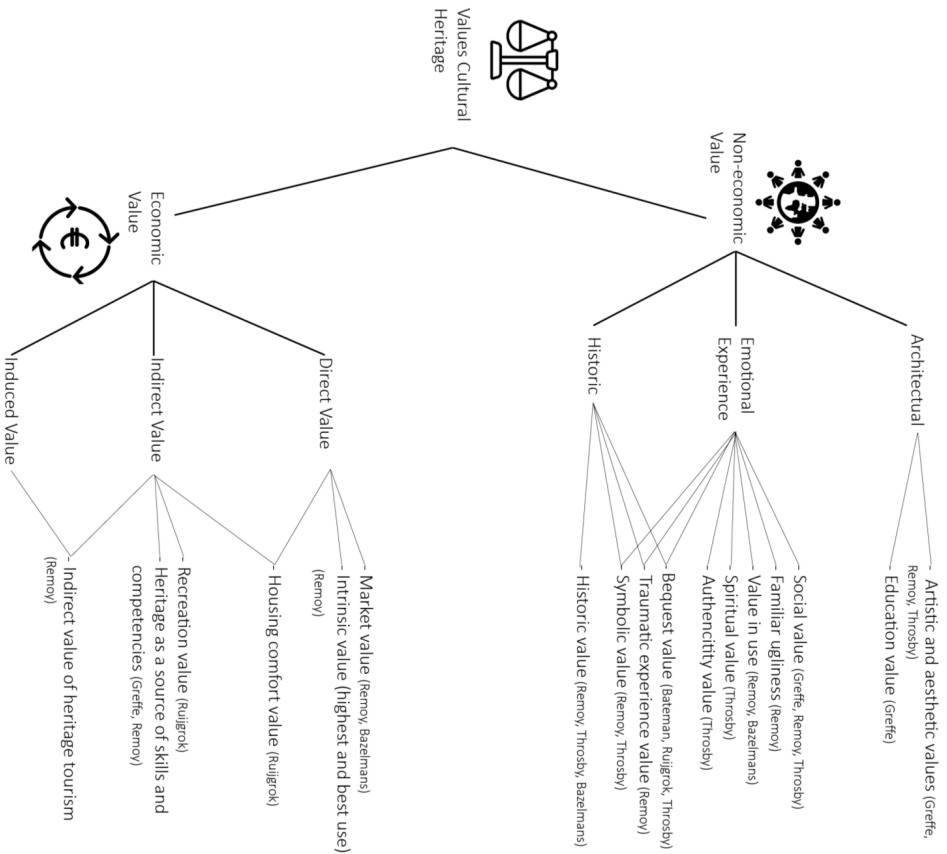 Values Cultural
Heritage
Non-economic
Value
Economic
Value
€
Architectual
Emotional
Experience
Historic
Direct Value
Indirect Value
Induced Value
- Artistic and aesthetic values (Greffe,
Remoy, Throsby)
- Education value (Greffe)
- Social value (Greffe, Remoy, Throsby)
- Familiar ugliness (Remoy)
- Value in use (Remoy, Bazelmans)
- Spiritual value (Throsby)
- Authencitity value (Throsby)
- Bequest value (Bateman, Ruijgrok, Throsby)
- Traumatic experience value (Remoy)
- Symbolic value (Remoy, Throsby)
- Historic value (Remoy, Throsby, Bazelmans)
- Market value (Remoy, Bazelmans)
- Intrinsic value (highest and best use)
(Remoy)
- Housing comfort value (Ruijgrok)
- Recreation value (Ruijgrok)
- Heritage as a source of skills and
competencies (Greffe, Remoy)
- Indirect value of heritage tourism
(Remoy)